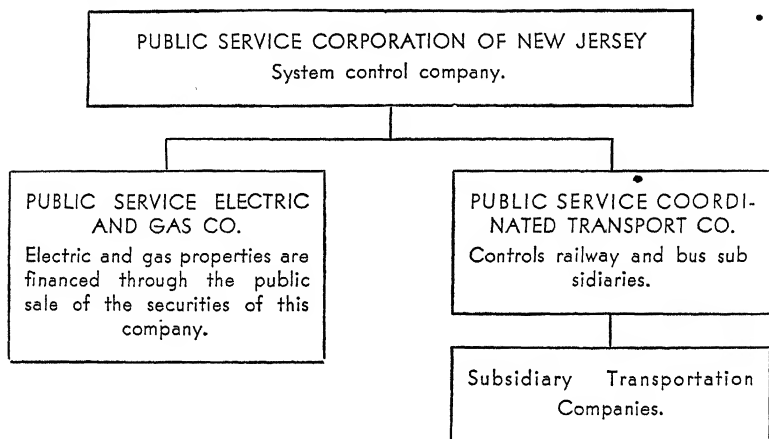 PUBLIC SERVICE CORPORATION OF NEW JERSEY
System control company.
PUBLIC SERVICE ELECTRIC
AND GAS CO.
Electric and gas properties are
financed through the public
sale of the securities of this
company.
PUBLIC SERVICE COORDI-
NATED TRANSPORT CO.
Controls railway and bus sub
sidiaries.
Subsidiary Transportation
Companies.